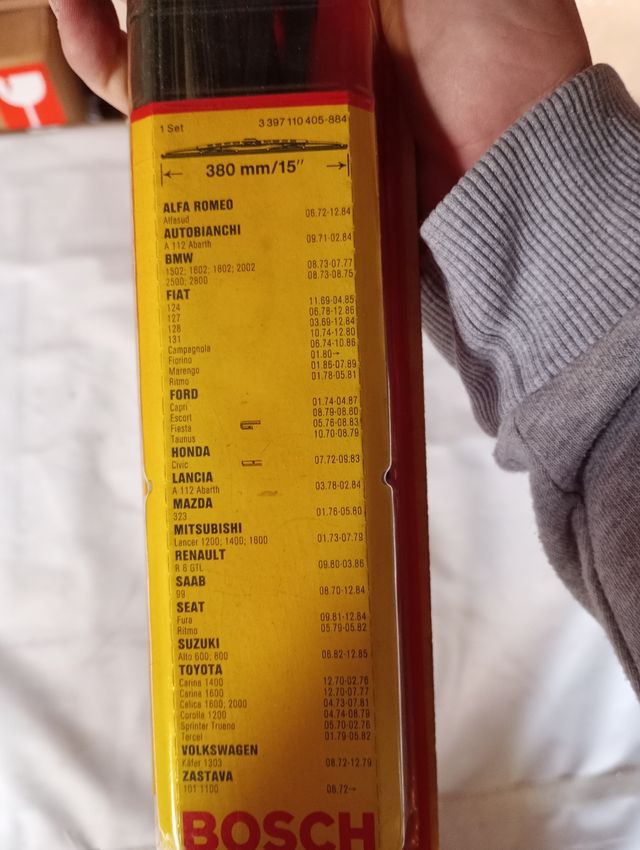 1 Set 3 397 110 405-884
380 mm/15"
ALFA ROMEO
Alfasud 06.72-12.84
AUTOBIANCHI
A 112 Abarth 09.71-02.84
BMW
1502; 1602; 1802; 2002 08.73-07.77
2500; 2800 08.73-08.75
FIAT
124 11.69-04.85
127 06.78-12.86
128 03.69-12.84
131 10.74-12.80
Campagnola 06.74-10.86
Fiorino 01.80→
Marengo 01.86-07.89
Ritmo 01.78-05.81
FORD
Capri 01.74-04.87
Escort 08.79-08.80
Fiesta 05.76-08.83
Taunus 10.70-08.79
HONDA
Civic 07.72-09.83
LANCIA
A 112 Abarth 03.78-02.84
MAZDA
323 01.76-05.80
MITSUBISHI
Lancer 1200; 1400; 1600 01.73-07.79
RENAULT
R 6 GTL 09.80-03.86
SAAB
99 08.70-12.84
SEAT
Fura 09.81-12.84
Ritmo 05.79-05.82
SUZUKI
Alto 600; 800 06.82-12.85
TOYOTA
Carina 1400 12.70-02.76
Carina 1600 12.70-07.77
Celica 1600; 2000 04.73-07.81
Corolla 1200 04.74-08.79
Sprinter Trueno 05.70-02.76
Tercel 01.79-05.82
VOLKSWAGEN
Käfer 1303 08.72-12.79
ZASTAVA
101 1100 06.72→
BOSCH